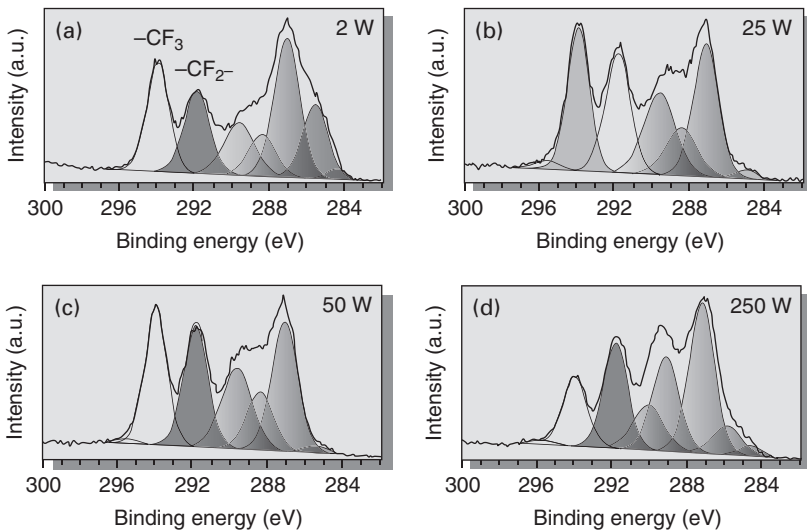 (a)
2 W
–CF3
–CF2–
Intensity (a.u.)
300 296 292 288 284
Binding energy (eV)
(b)
25 W
Intensity (a.u.)
300 296 292 288 284
Binding energy (eV)
(c)
50 W
Intensity (a.u.)
300 296 292 288 284
Binding energy (eV)
(d)
250 W
Intensity (a.u.)
300 296 292 288 284
Binding energy (eV)